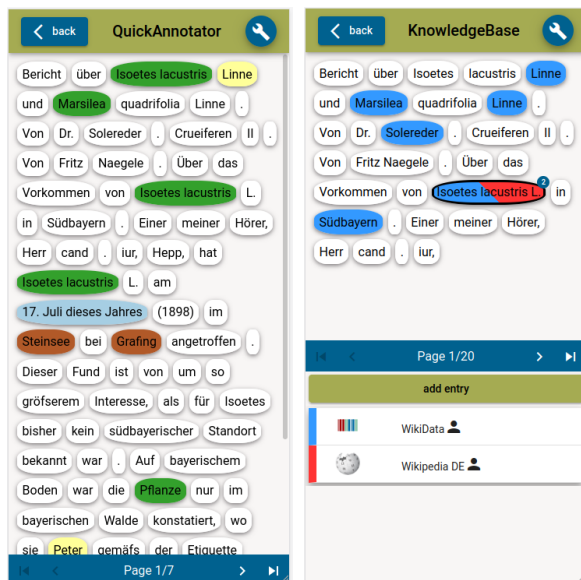 back QuickAnnotator
Bericht über Isoetes lacustris Linne
und Marsilea quadrifolia Linne .
Von Dr. Solereder . Crueiferen II .
Von Fritz Naegele . Über das
Vorkommen von Isoetes lacustris L.
in Südbayern . Einer meiner Hörer,
Herr cand . iur, Hepp, hat
Isoetes lacustris L. am
17. Juli dieses Jahres (1898) im
Steinsee bei Grafing angetroffen .
Dieser Fund ist von um so
gröfserem Interesse, als für Isoetes
bisher kein südbayerischer Standort
bekannt war . Auf bayerischem
Boden war die Pflanze nur im
bayerischen Walde konstatiert, wo
sie Peter gemäfs der Etiquette
Page 1/7
back KnowledgeBase
Bericht über Isoetes lacustris Linne
und Marsilea quadrifolia Linne .
Von Dr. Solereder . Crueiferen II .
Von Fritz Naegele . Über das
Vorkommen von Isoetes lacustris L. 2 in
Südbayern . Einer meiner Hörer,
Herr cand . iur,
Page 1/20
add entry
WikiData
Wikipedia DE